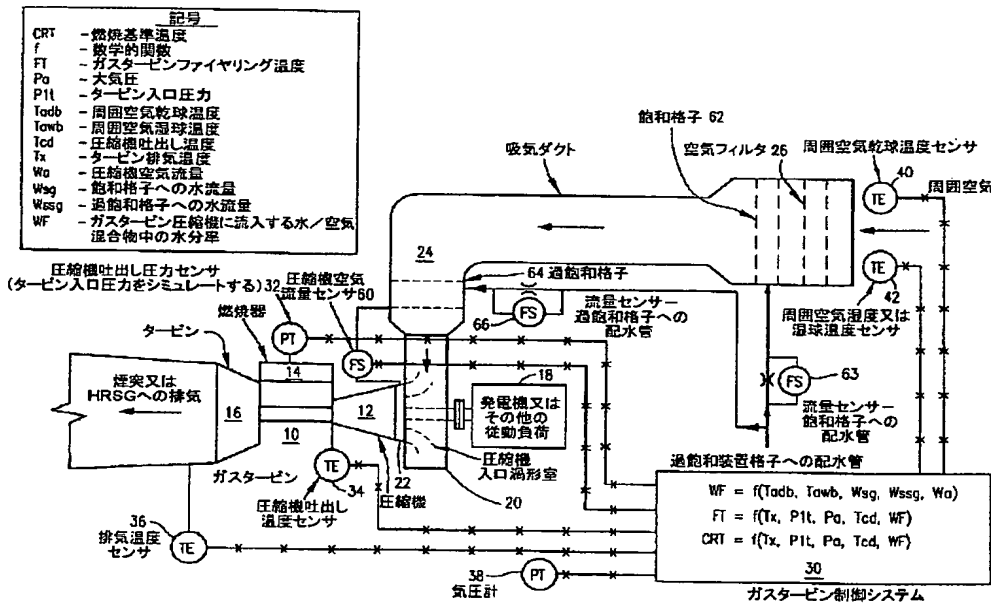 記号
CRT -燃焼基準温度
f -数学的関数
FT -ガスタービンファイヤリング温度
Pa -大気圧
P1t -タービン入口圧力
Tadb -周囲空気乾球温度
Tawb -周囲空気湿球温度
Tcd -圧縮機吐出し温度
Tx -タービン排気温度
Wa -圧縮機空気流量
Wsg -飽和格子への水流量
Wssg -過飽和格子への水流量
WF -ガスタービン圧縮機に流入する水/空気
混合物中の水分率
飽和格子 62
空気フィルタ 26
周囲空気乾球温度センサ
40
TE
周囲空気
吸気ダクト
24
64 過飽和格子
TE
42
周囲空気湿度又は
湿球温度センサ
66
FS
流量センサー
過飽和格子への
配水管
圧縮機吐出し圧力センサ
(タービン入口圧力をシミュレートする)32
圧縮機空気
流量センサ60
燃焼器
PT
FS
タービン
煙突又は
HRSGへの排気
14
16
10
12
18
発電機又は
その他の
従動負荷
FS
63
流量センサー
飽和格子への
配水管
ガスタービン
TE
34
圧縮機吐出し
温度センサ
22
圧縮機
圧縮機
入口渦形室
20
過飽和装置格子への配水管
WF = f(Tadb, Tawb, Wsg, Wssg, Wa)
FT = f(Tx, P1t, Pa, Tcd, WF)
CRT = f(Tx, P1t, Pa, Tcd, WF)
30
ガスタービン制御システム
36
排気温度
センサ
TE
38
気圧計
PT